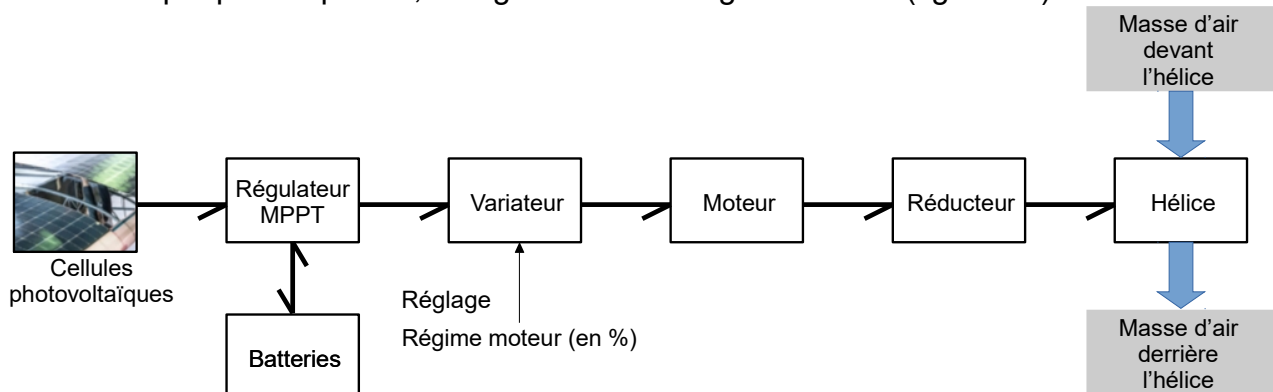 Masse d'air
devant
l'hélice
Cellules
photovoltaïques
Régulateur
MPPT
Variateur
Moteur
Réducteur
Hélice
Batteries
Réglage
Régime moteur (en %)
Masse d'air
derrière
l'hélice